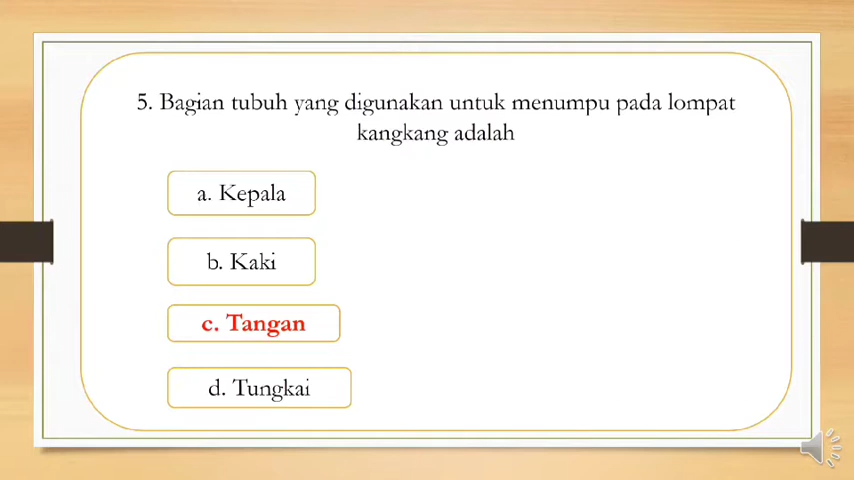 5. Bagian tubuh yang digunakan untuk menumpu pada lompat
kangkang adalah
a. Kepala
b. Kaki
c. Tangan
d. Tungkai